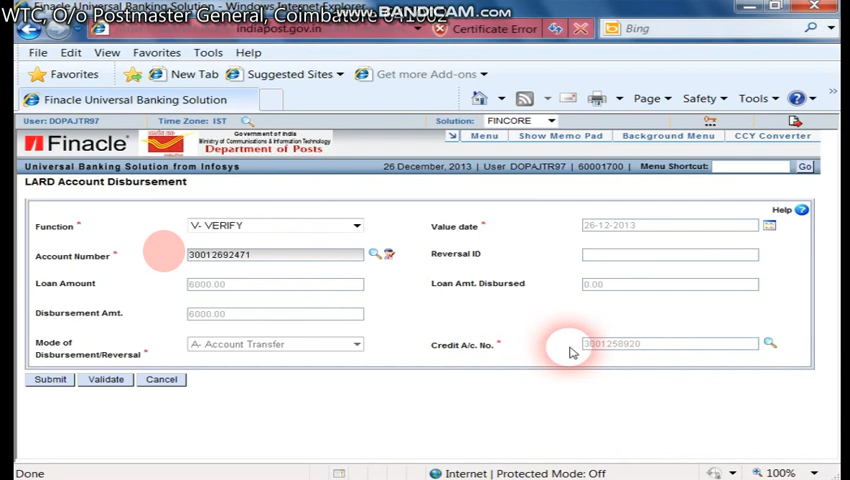 Finacle Universal Banking Solution - Windows Internet Explorer
WTC, O/o Postmaster General, Coimbatore 641002
WWW.BANDICAM.COM
indiapost.gov.in
Certificate Error
Bing
File Edit View Favorites Tools Help
Favorites New Tab Suggested Sites Get more Add-ons
Finacle Universal Banking Solution
Page Safety Tools
User: DOPAJTR97 Time Zone: IST Solution: FINCORE
Finacle
Government of India
Ministry of Communications & Information Technology
Department of Posts
Menu Show Memo Pad Background Menu CCY Converter
Universal Banking Solution from Infosys 26 December, 2013 | User DOPAJTR97 | 60001700 | Menu Shortcut: Go
LARD Account Disbursement
Help
Function * V- VERIFY Value date * 26-12-2013
Account Number * 30012692471 Reversal ID
Loan Amount 6000.00 Loan Amt. Disbursed 0.00
Disbursement Amt. 6000.00
Mode of
Disbursement/Reversal * A- Account Transfer Credit A/c. No. * 3001258920
Submit Validate Cancel
Done Internet | Protected Mode: Off 100%